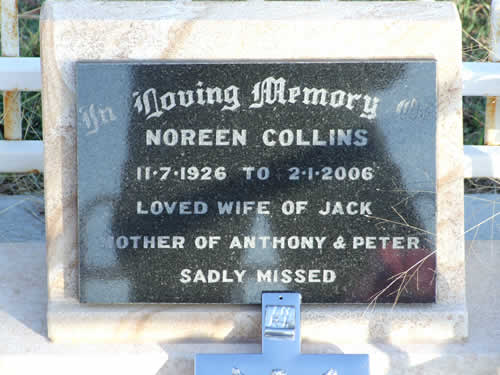 In Loving Memory
NOREEN COLLINS
11·7·1926 TO 2·1·2006
LOVED WIFE OF JACK
MOTHER OF ANTHONY & PETER
SADLY MISSED